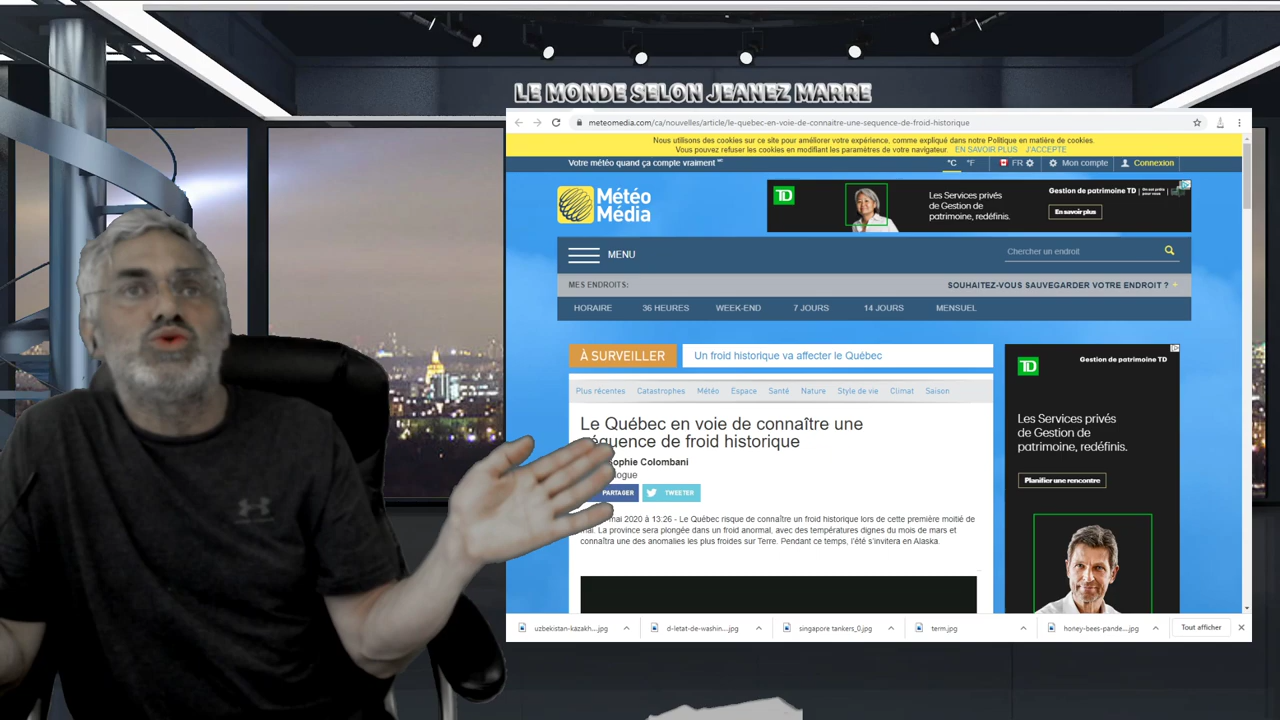 LE MONDE SELON JEANEZ MARRE
meteomedia.com/ca/nouvelles/article/le-quebec-en-voie-de-connaitre-une-sequence-de-froid-historique
Nous utilisons des cookies sur ce site pour améliorer votre expérience, comme expliqué dans notre Politique en matière de cookies.
Vous pouvez refuser les cookies en modifiant les paramètres de votre navigateur. EN SAVOIR PLUS J'ACCEPTE
Votre météo quand ça compte vraiment
°C °F FR Mon compte Connexion
Météo
Média
TD
Les Services privés
de Gestion de
patrimoine, redéfinis.
Gestion de patrimoine TD
En savoir plus
MENU
Chercher un endroit
MES ENDROITS:
SOUHAITEZ-VOUS SAUVEGARDER VOTRE ENDROIT ? +
HORAIRE 36 HEURES WEEK-END 7 JOURS 14 JOURS MENSUEL
À SURVEILLER Un froid historique va affecter le Québec
Plus récentes Catastrophes Météo Espace Santé Nature Style de vie Climat Saison
Le Québec en voie de connaître une
séquence de froid historique
ophie Colombani
logue
PARTAGER TWEETER
mai 2020 à 13:26 - Le Québec risque de connaître un froid historique lors de cette première moitié de
mai. La province sera plongée dans un froid anormal, avec des températures dignes du mois de mars et
connaîtra une des anomalies les plus froides sur Terre. Pendant ce temps, l'été s'invitera en Alaska.
Gestion de patrimoine TD
TD
Les Services privés
de Gestion de
patrimoine, redéfinis.
Planifier une rencontre
uzbekistan-kazakh....jpg d-letat-de-washin....jpg singapore tankers_0.jpg term.jpg honey-bees-pande....jpg Tout afficher